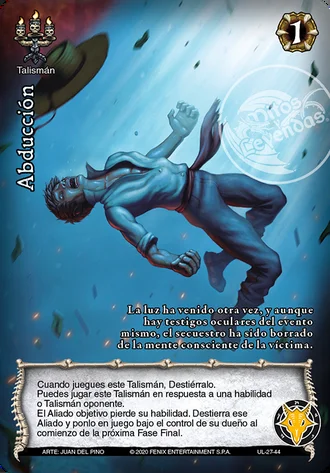 1
Talismán
Abducción
Mitos
Leyendas
La luz ha venido otra vez, y aunque
hay testigos oculares del evento
mismo, el secuestro ha sido borrado
de la mente consciente de la víctima.
Cuando juegues este Talismán, Destiérralo.
Puedes jugar este Talismán en respuesta a una habilidad
o Talismán oponente.
El Aliado objetivo pierde su habilidad. Destierra ese
Aliado y ponlo en juego bajo el control de su dueño al
comienzo de la próxima Fase Final.
ARTE: JUAN DEL PINO
© 2020 FENIX ENTERTAINMENT S.P.A.
UL-27-44